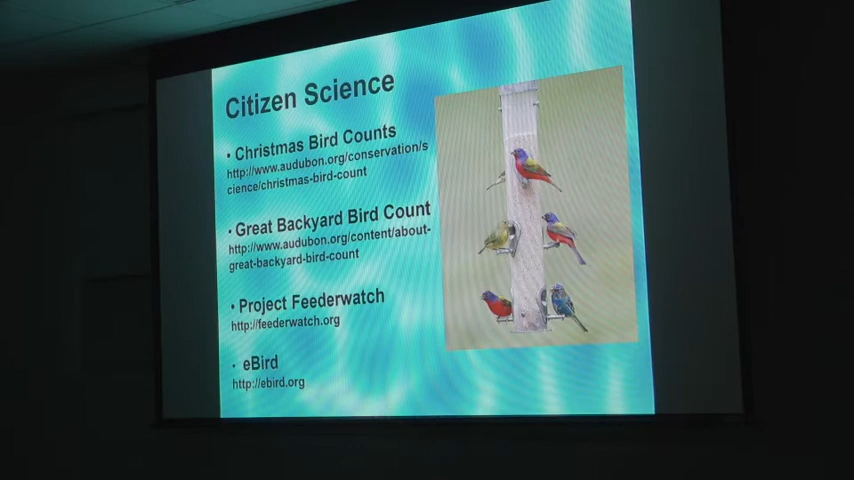 Citizen Science
• Christmas Bird Counts
http://www.audubon.org/conservation/s
cience/christmas-bird-count
• Great Backyard Bird Count
http://www.audubon.org/content/about-
great-backyard-bird-count
• Project Feederwatch
http://feederwatch.org
• eBird
http://ebird.org